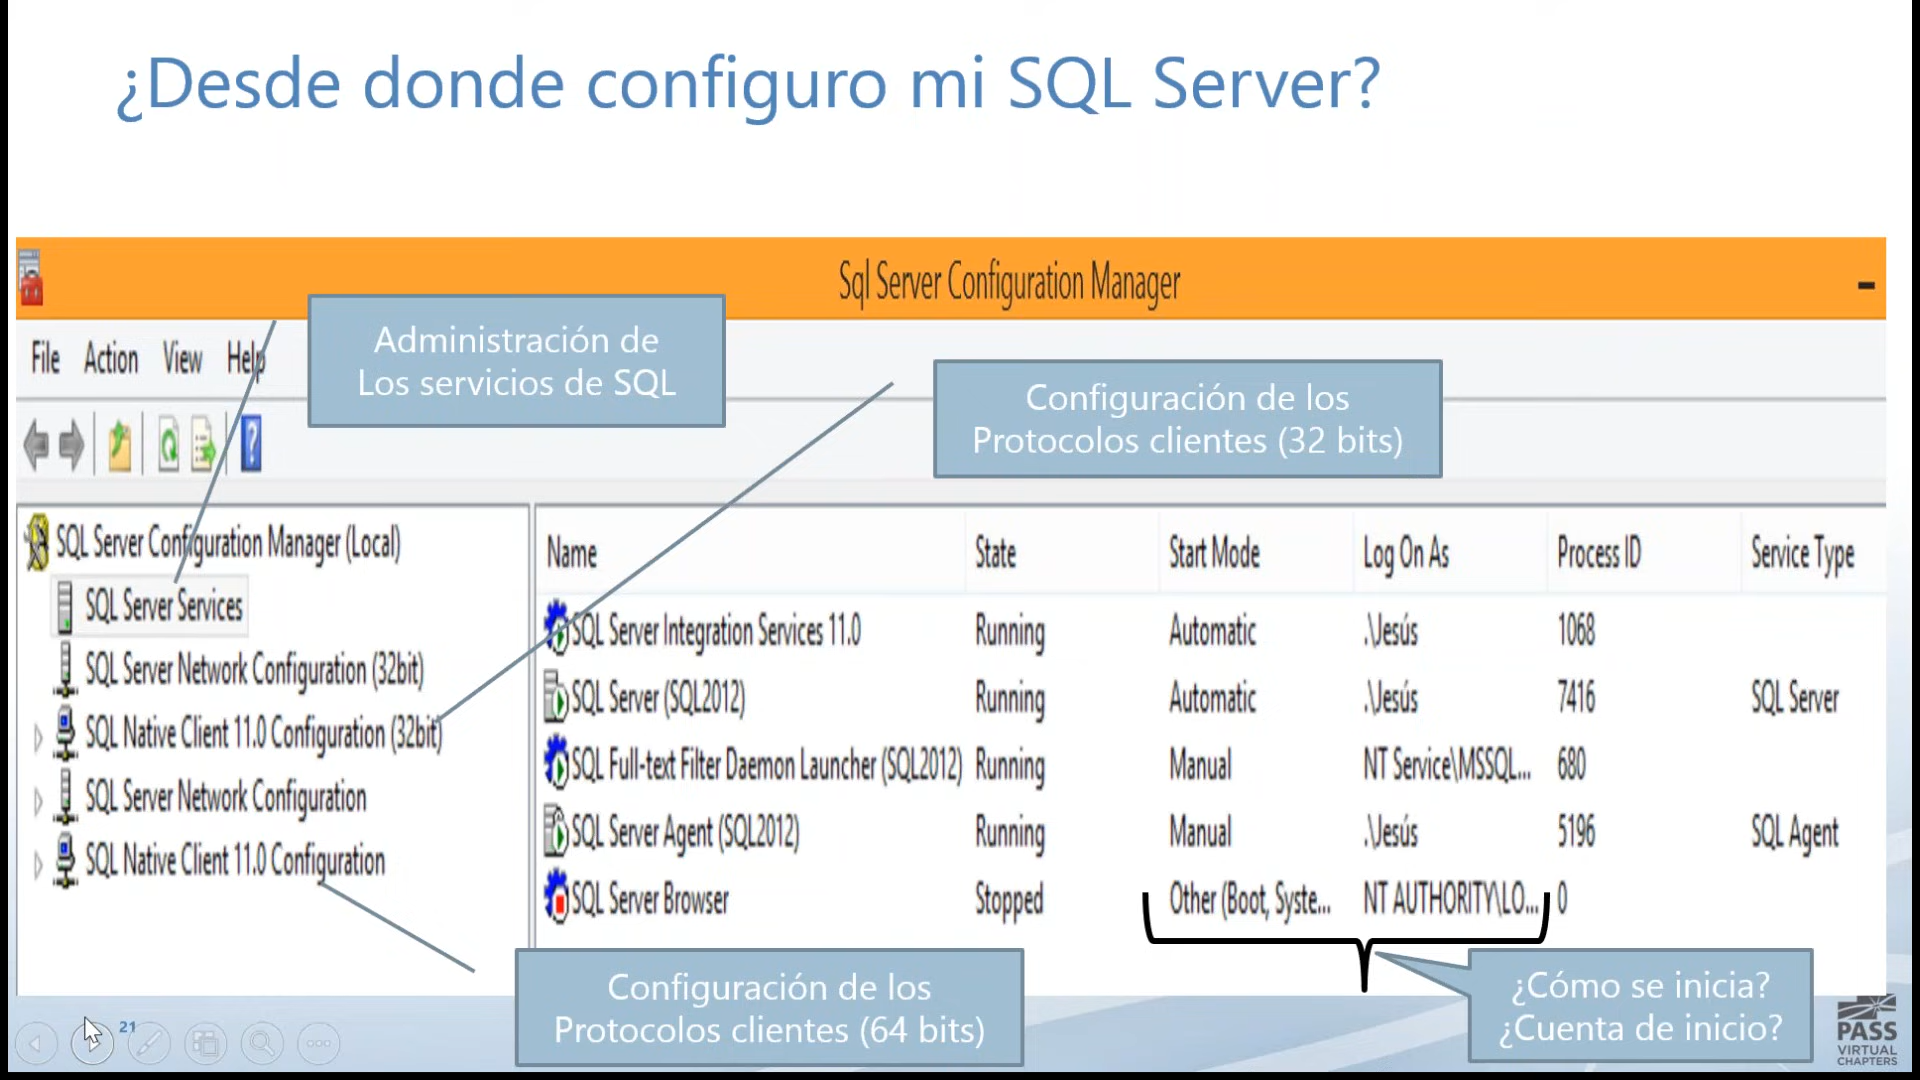 ¿Desde donde configuro mi SQL Server?
Sql Server Configuration Manager
File Action View Help
Administración de
Los servicios de SQL
Configuración de los
Protocolos clientes (32 bits)
SQL Server Configuration Manager (Local)
SQL Server Services
SQL Server Network Configuration (32bit)
SQL Native Client 11.0 Configuration (32bit)
SQL Server Network Configuration
SQL Native Client 11.0 Configuration
Name State Start Mode Log On As Process ID Service Type
SQL Server Integration Services 11.0 Running Automatic .\Jesús 1068
SQL Server (SQL2012) Running Automatic .\Jesús 7416 SQL Server
SQL Full-text Filter Daemon Launcher (SQL2012) Running Manual NT Service\MSSQL... 680
SQL Server Agent (SQL2012) Running Manual .\Jesús 5196 SQL Agent
SQL Server Browser Stopped Other (Boot, Syste... NT AUTHORITY\LO... 0
Configuración de los
Protocolos clientes (64 bits)
¿Cómo se inicia?
¿Cuenta de inicio?
21
PASS
VIRTUAL
CHAPTERS